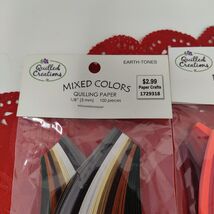 Quilled
Creations
EARTH-TONES
MIXED COLORS
QUILLING PAPER
1/8" (3 mm) 100 pieces
$2.99
Paper Crafts
1729318
Quilled
Creations